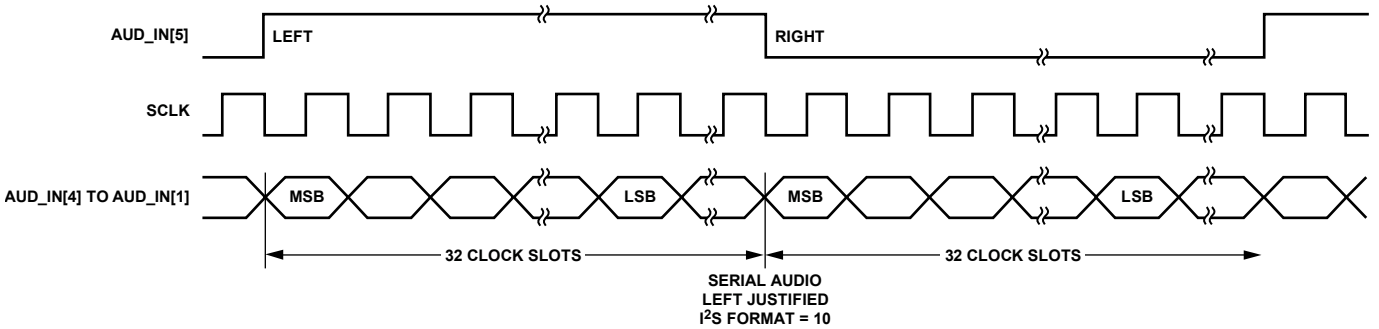 AUD_IN[5]
LEFT
RIGHT
SCLK
AUD_IN[4] TO AUD_IN[1]
MSB
LSB
MSB
LSB
32 CLOCK SLOTS
32 CLOCK SLOTS
SERIAL AUDIO
LEFT JUSTIFIED
I²S FORMAT = 10